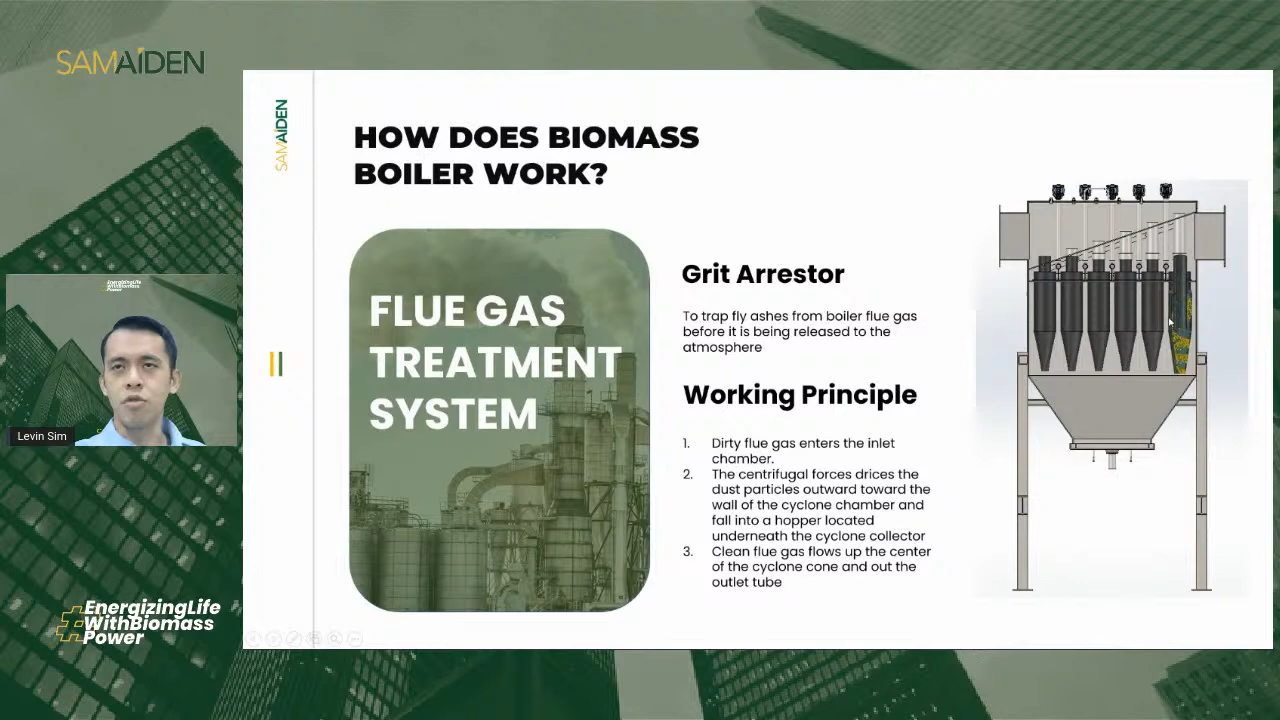 SAMAIDEN
SAMAIDEN
HOW DOES BIOMASS
BOILER WORK?
FLUE GAS
TREATMENT
SYSTEM
Grit Arrestor
To trap fly ashes from boiler flue gas
before it is being released to the
atmosphere
Working Principle
1. Dirty flue gas enters the inlet
chamber.
2. The centrifugal forces drices the
dust particles outward toward the
wall of the cyclone chamber and
fall into a hopper located
underneath the cyclone collector
3. Clean flue gas flows up the center
of the cyclone cone and out the
outlet tube
#EnergizingLife
WithBiomass
Power
Levin Sim
#EnergizingLife
WithBiomass
Power